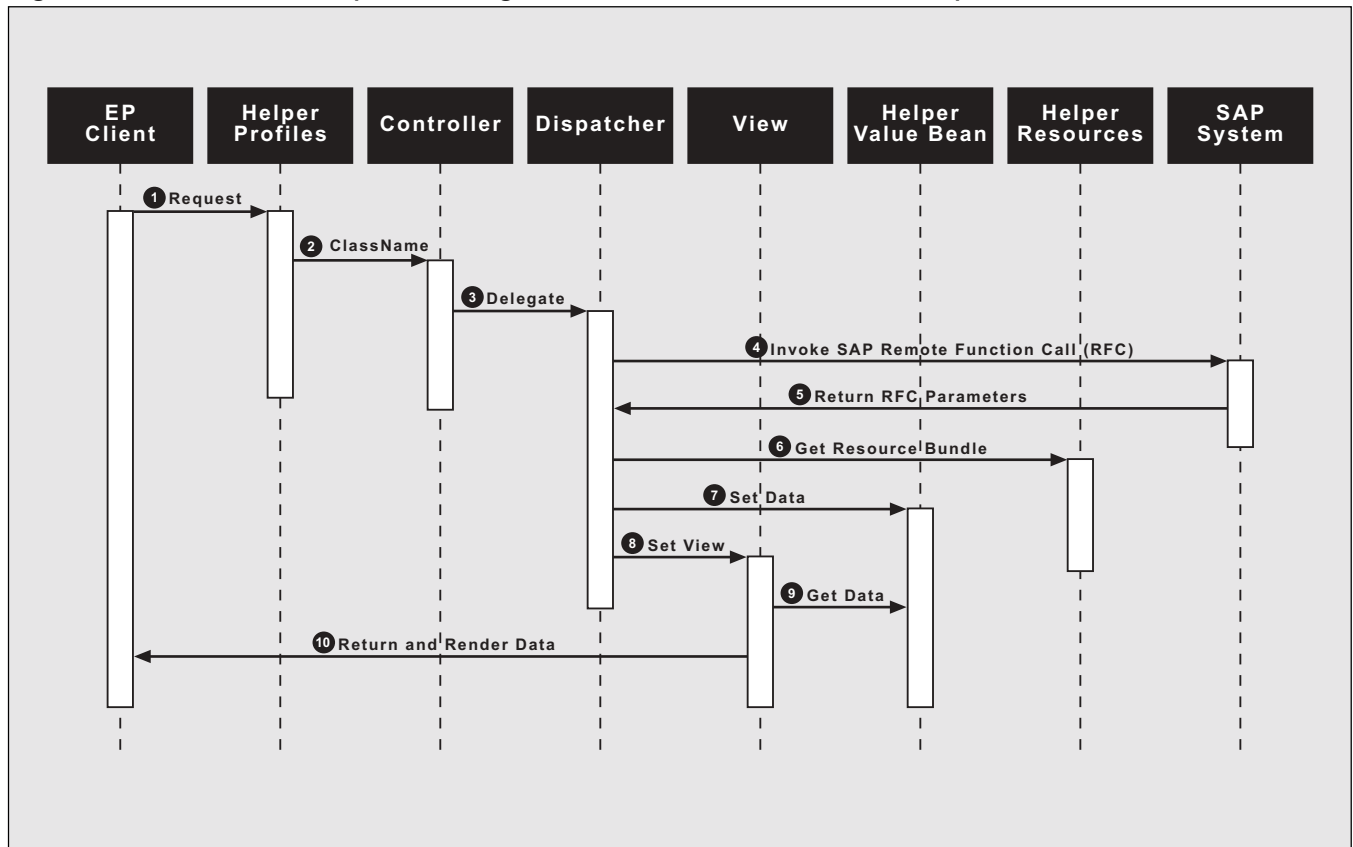 EP
Client
Helper
Profiles
Controller
Dispatcher
View
Helper
Value Bean
Helper
Resources
SAP
System
1 Request
2 ClassName
3 Delegate
4 Invoke SAP Remote Function Call (RFC)
5 Return RFC Parameters
6 Get Resource Bundle
7 Set Data
8 Set View
9 Get Data
10 Return and Render Data